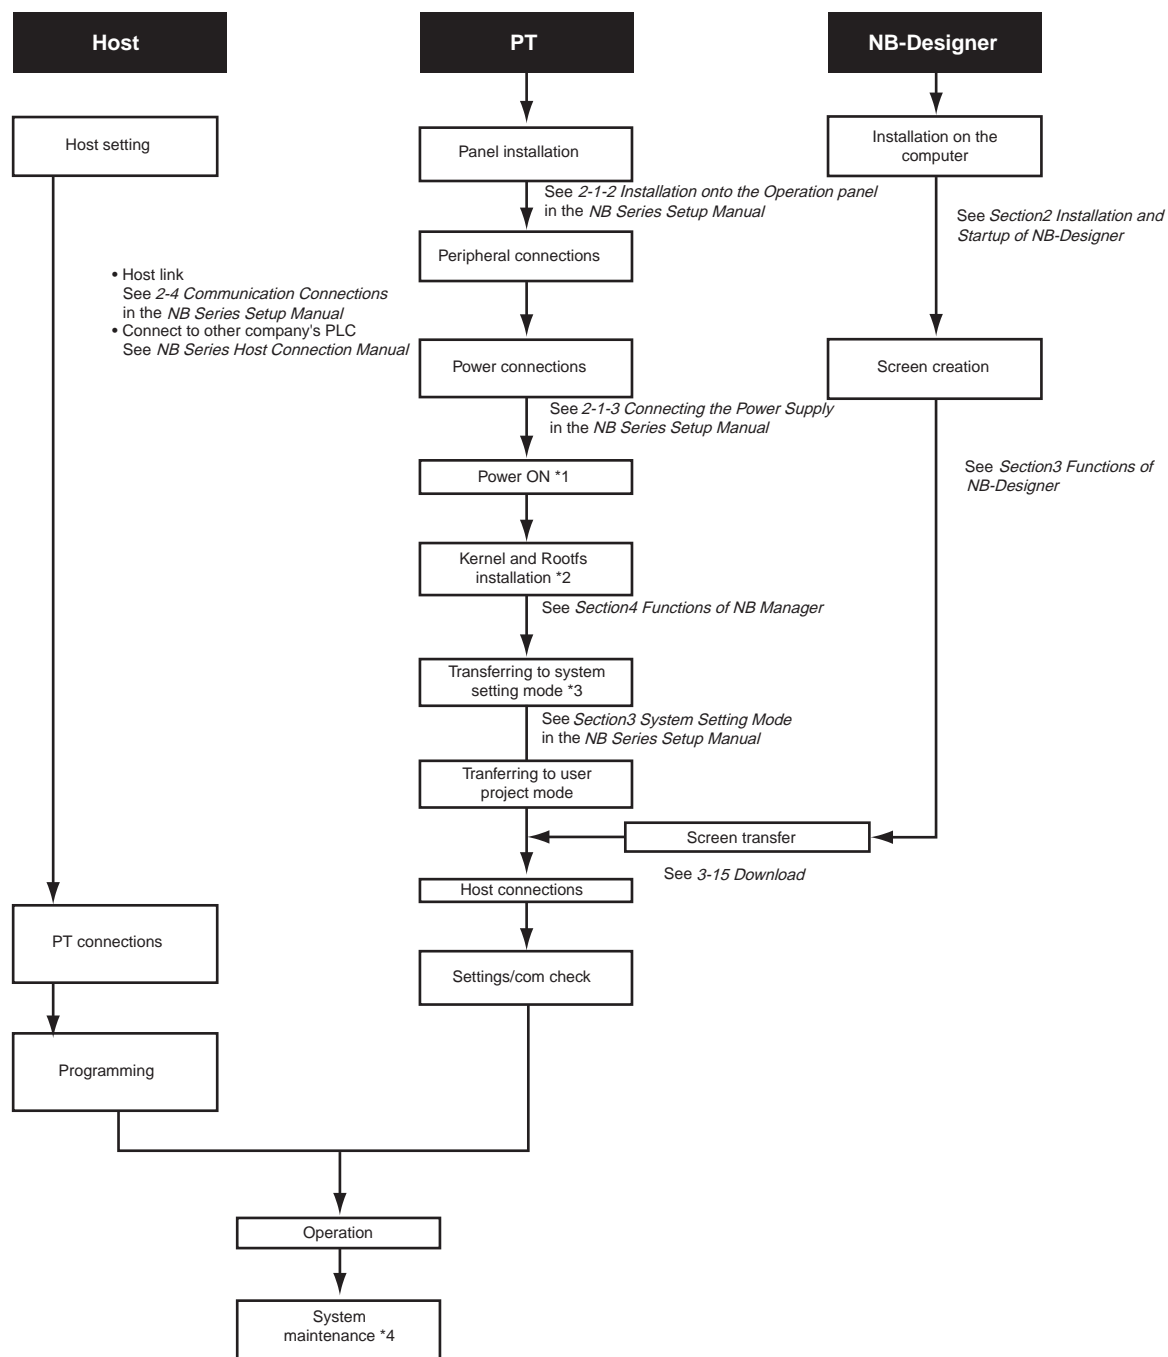 Host
PT
NB-Designer
Host setting
Panel installation
Installation on the
computer
See 2-1-2 Installation onto the Operation panel
in the NB Series Setup Manual
See Section2 Installation and
Startup of NB-Designer
Peripheral connections
• Host link
See 2-4 Communication Connections
in the NB Series Setup Manual
• Connect to other company's PLC
See NB Series Host Connection Manual
Power connections
Screen creation
See 2-1-3 Connecting the Power Supply
in the NB Series Setup Manual
Power ON *1
See Section3 Functions of
NB-Designer
Kernel and Rootfs
installation *2
See Section4 Functions of NB Manager
Transferring to system
setting mode *3
See Section3 System Setting Mode
in the NB Series Setup Manual
Tranferring to user
project mode
Screen transfer
See 3-15 Download
Host connections
PT connections
Settings/com check
Programming
Operation
System
maintenance *4